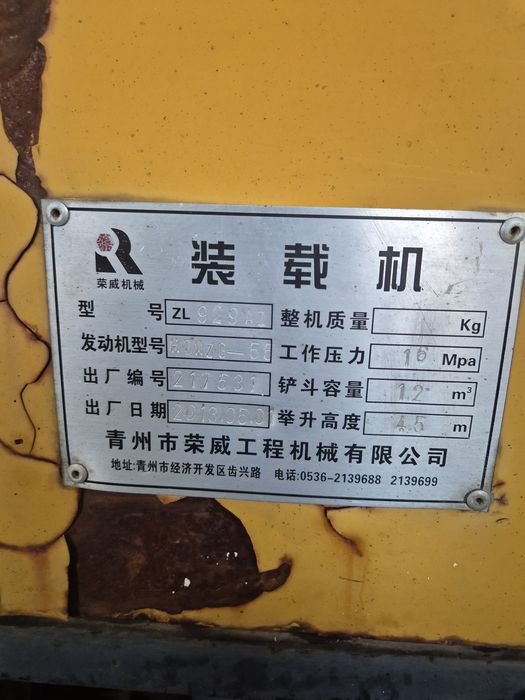 荣威机械
装载机
型 号 ZL 929AZ 整机质量 Kg
发动机型号 工作压力 16 Mpa
出厂编号 217531 铲斗容量 1.2 m³
出厂日期 举升高度 4.5 m
青州市荣威工程机械有限公司
地址:青州市经济开发区齿兴路 电话:0536-2139688 2139699